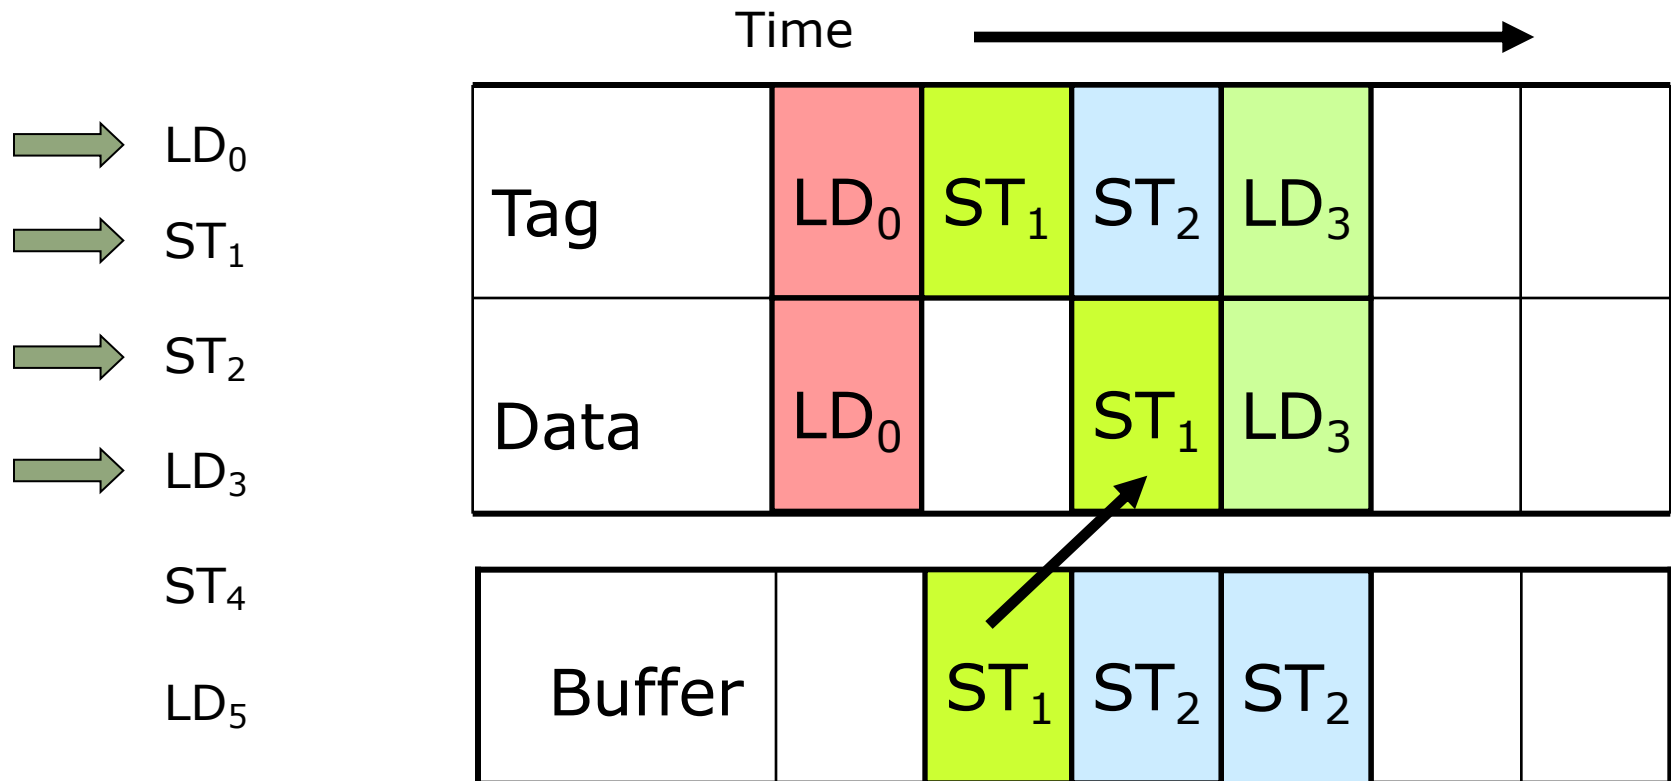 Time
LD₀
ST₁
ST₂
LD₃
ST₄
LD₅
Tag LD₀ ST₁ ST₂ LD₃
Data LD₀ ST₁ LD₃
Buffer ST₁ ST₂ ST₂